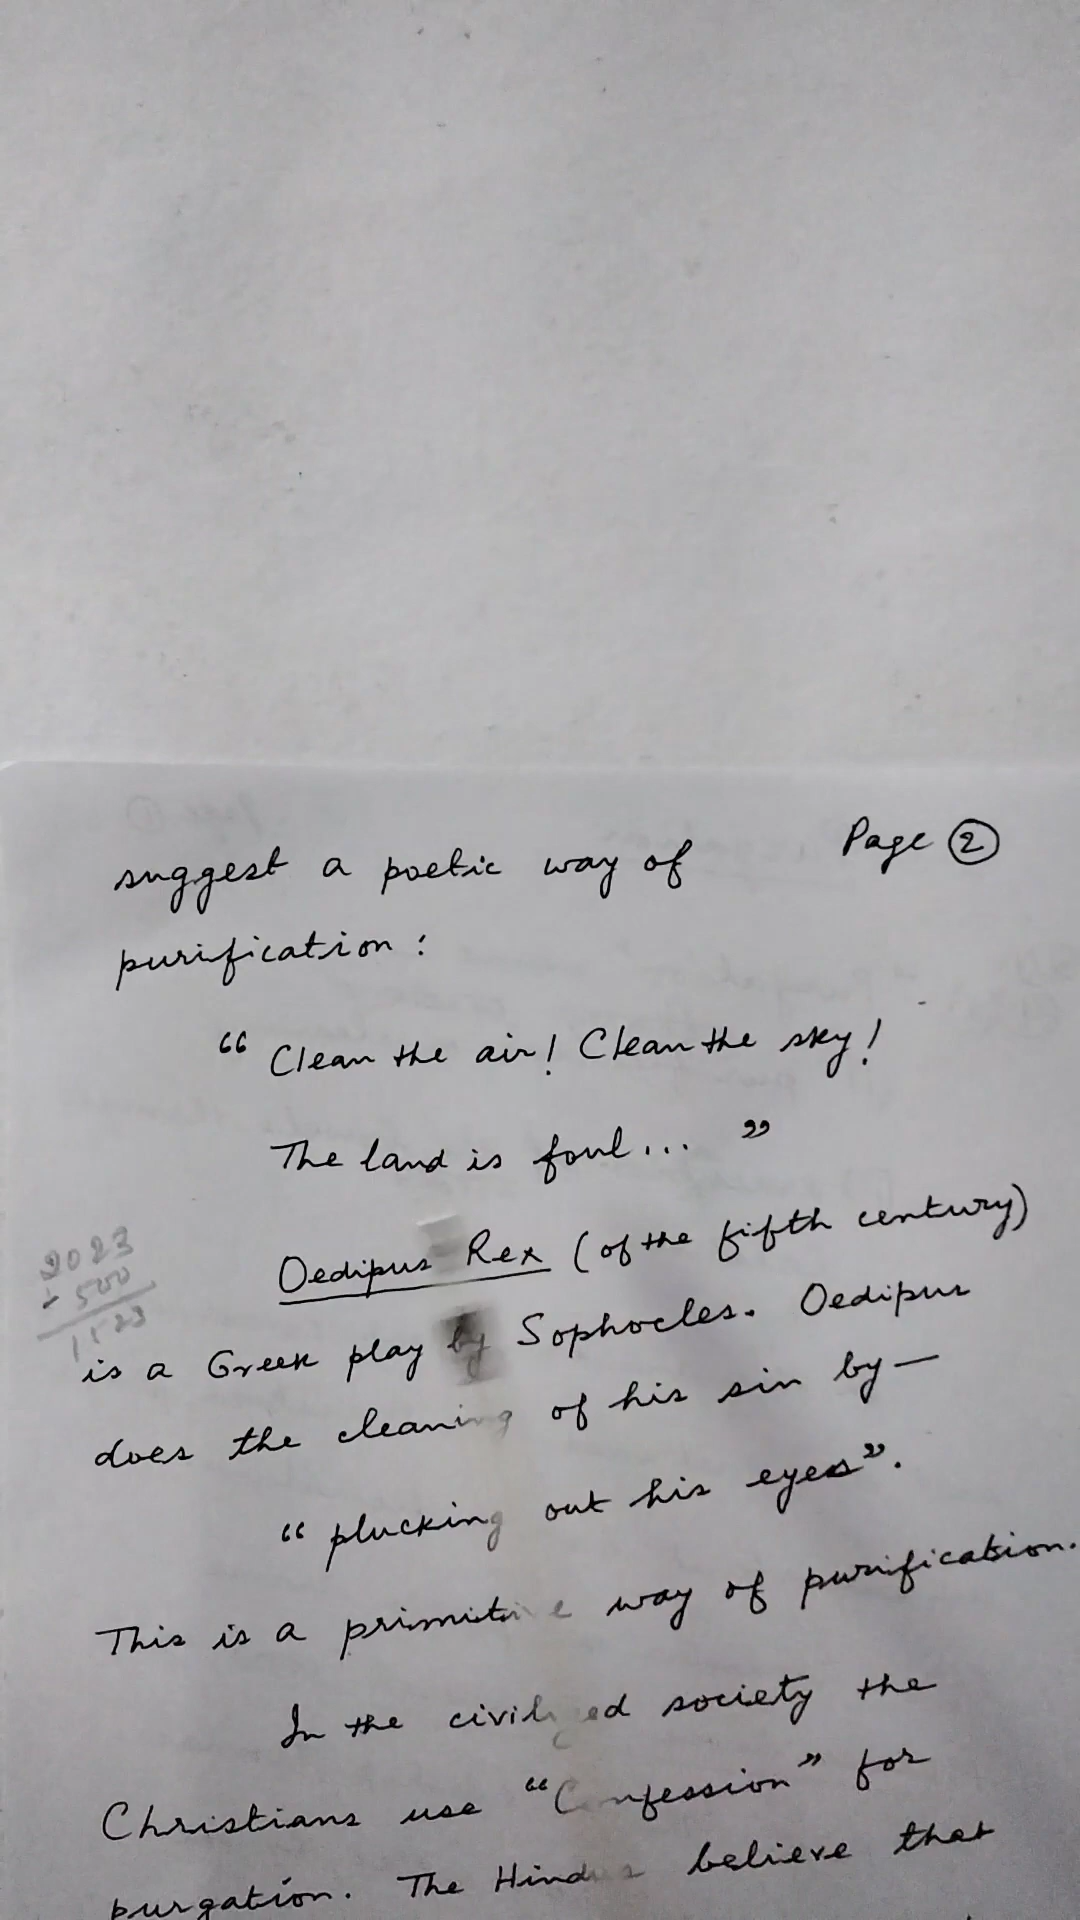 Page 2
suggest a poetic way of
purification :
" Clean the air! Clean the sky!
The land is foul... "
Oedipus Rex (of the fifth century)
2023
- 500
1523
is a Greek play by Sophocles. Oedipus
does the cleaning of his sin by —
" plucking out his eyes".
This is a primitive way of purification.
In the civilized society the
Christians use "Confession" for
purgation. The Hindus believe that